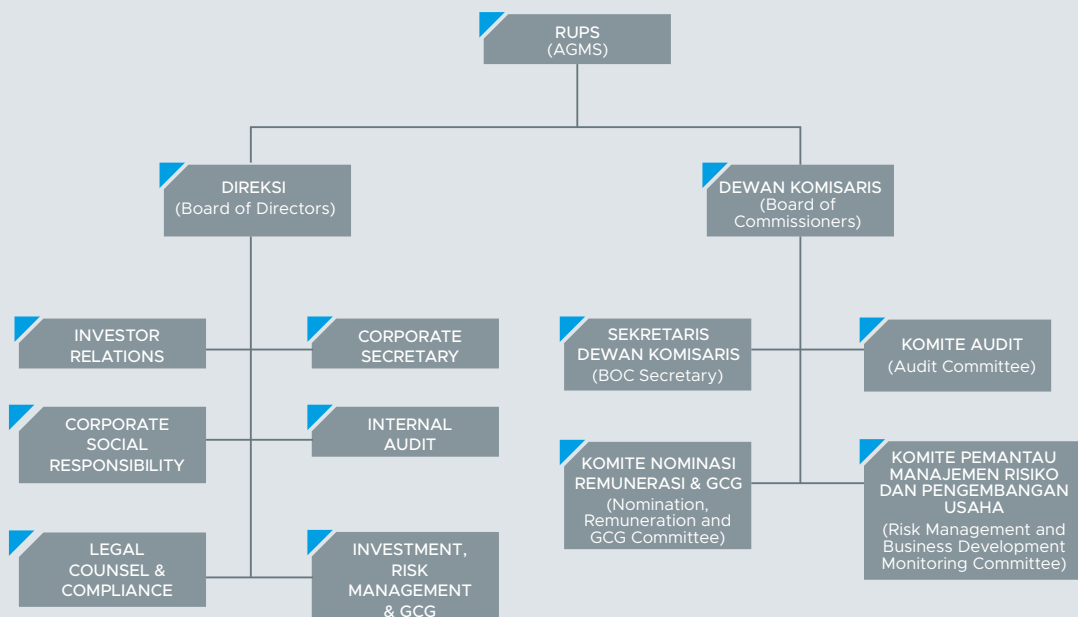 RUPS
(AGMS)
DIREKSI
(Board of Directors)
DEWAN KOMISARIS
(Board of
Commissioners)
INVESTOR
RELATIONS
CORPORATE
SECRETARY
SEKRETARIS
DEWAN KOMISARIS
(BOC Secretary)
KOMITE AUDIT
(Audit Committee)
CORPORATE
SOCIAL
RESPONSIBILITY
INTERNAL
AUDIT
KOMITE NOMINASI
REMUNERASI & GCG
(Nomination,
Remuneration and
GCG Committee)
KOMITE PEMANTAU
MANAJEMEN RISIKO
DAN PENGEMBANGAN
USAHA
(Risk Management and
Business Development
Monitoring Committee)
LEGAL
COUNSEL &
COMPLIANCE
INVESTMENT,
RISK
MANAGEMENT
& GCG